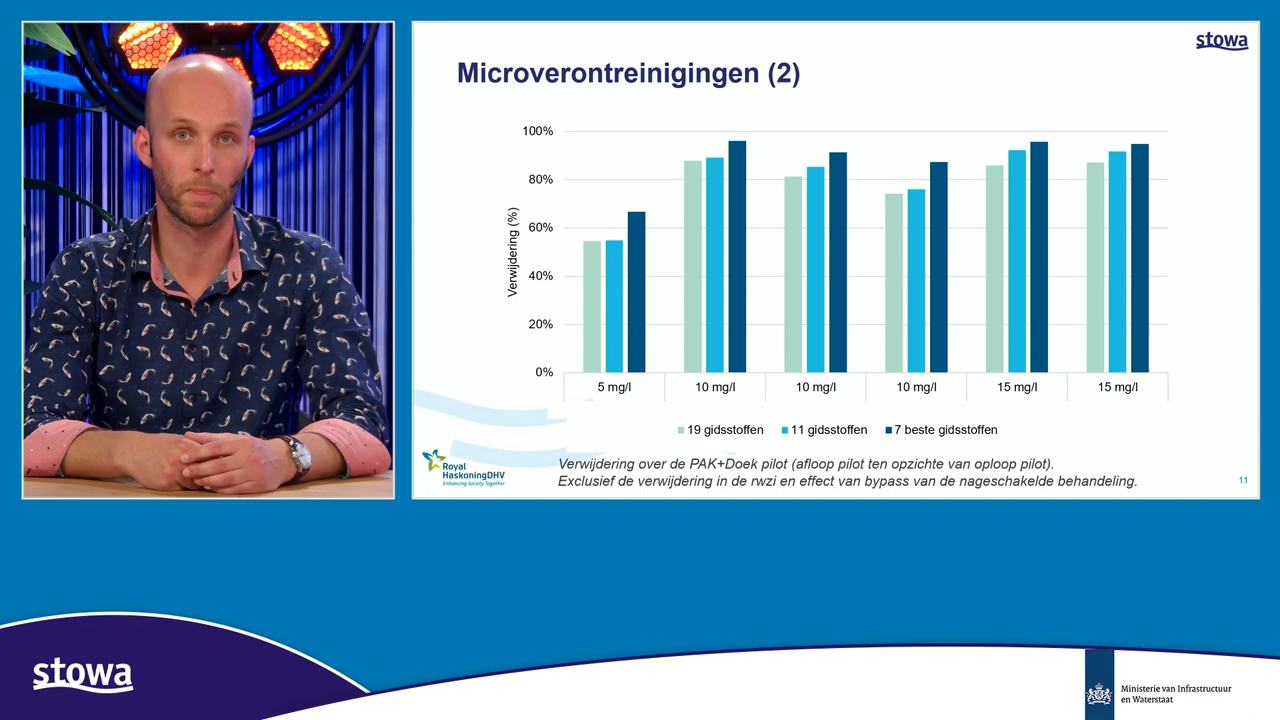 stowa
Microverontreinigingen (2)
100%
80%
60%
40%
20%
0%
Verwijdering (%)
5 mg/l
10 mg/l
10 mg/l
10 mg/l
15 mg/l
15 mg/l
19 gidsstoffen
11 gidsstoffen
7 beste gidsstoffen
Royal
HaskoningDHV
Enhancing Society Together
Verwijdering over de PAK+Doek pilot (afloop pilot ten opzichte van oploop pilot).
Exclusief de verwijdering in de rwzi en effect van bypass van de nageschakelde behandeling.
11
stowa
Ministerie van Infrastructuur
en Waterstaat